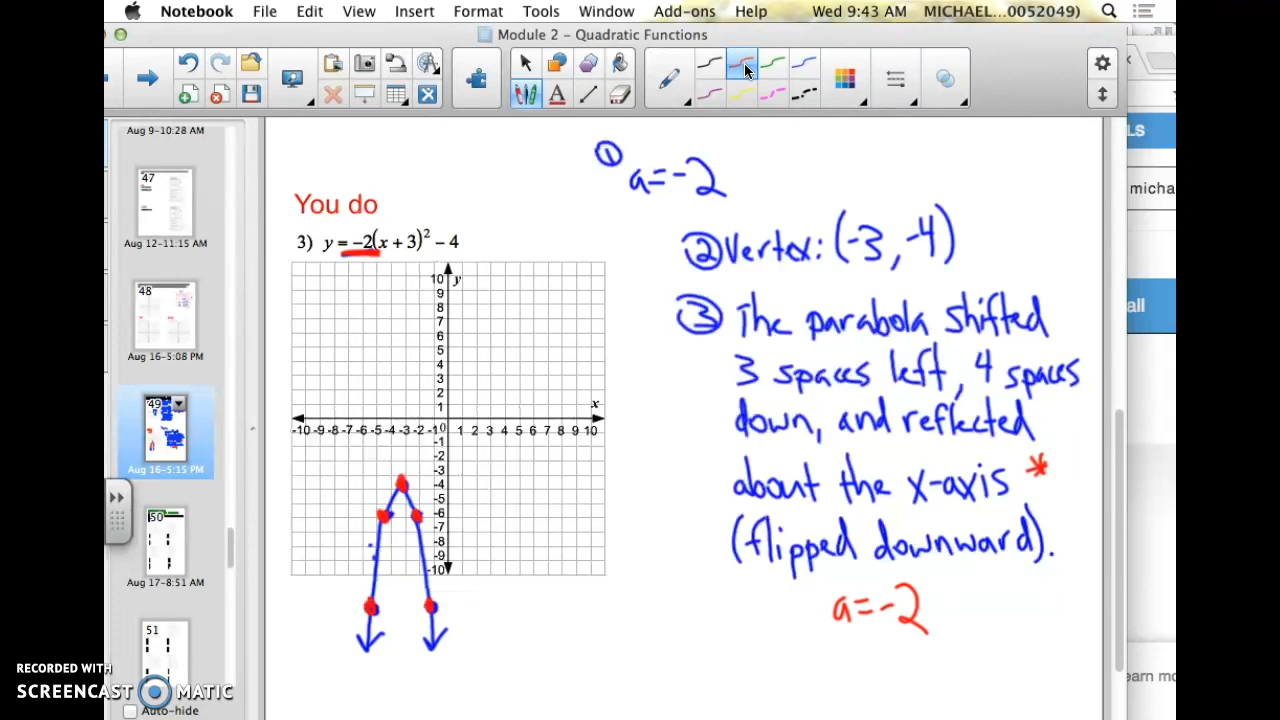 Notebook File Edit View Insert Format Tools Window Add-ons Help Wed 9:43 AM MICHAEL...0052049)
Module 2 - Quadratic Functions
Aug 9-10:28 AM
47
Aug 12-11:15 AM
48
Aug 16-5:08 PM
49
Aug 16-5:15 PM
50
Aug 17-8:51 AM
51
Auto-hide
RECORDED WITH
SCREENCAST MATIC
① a=-2
You do
3) y = -2(x + 3)² - 4
② Vertex: (-3, -4)
③ The parabola shifted
3 spaces left, 4 spaces
down, and reflected
about the x-axis *
(flipped downward).
a=-2
10 y
9
8
7
6
5
4
3
2
1
x
-10 -9 -8 -7 -6 -5 -4 -3 -2 -1 0 1 2 3 4 5 6 7 8 9 10
-1
-2
-3
-4
-5
-6
-7
-8
-9
-10
LS
micha
all
earn m